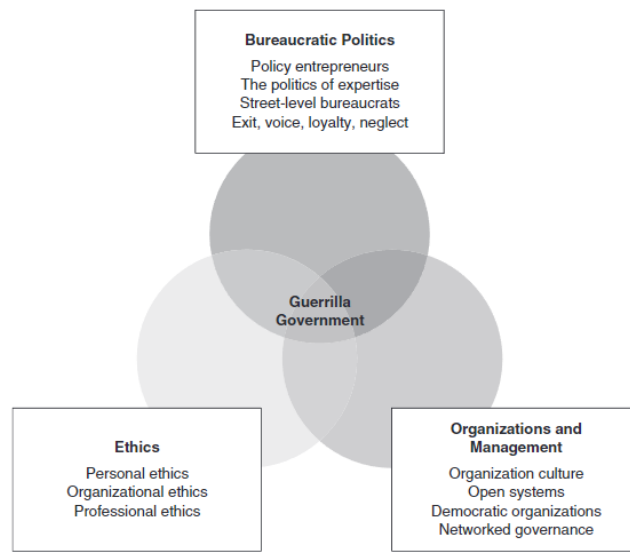 Bureaucratic Politics
Policy entrepreneurs
The politics of expertise
Street-level bureaucrats
Exit, voice, loyalty, neglect
Guerrilla
Government
Ethics
Personal ethics
Organizational ethics
Professional ethics
Organizations and
Management
Organization culture
Open systems
Democratic organizations
Networked governance